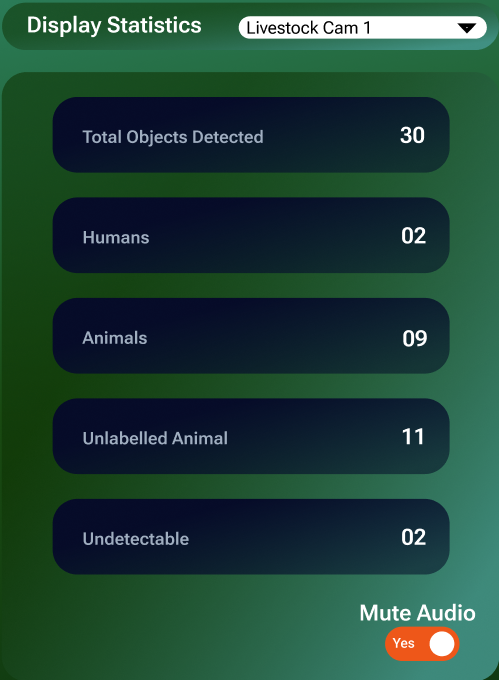 Display Statistics
Livestock Cam 1
Total Objects Detected 30
Humans 02
Animals 09
Unlabelled Animal 11
Undetectable 02
Mute Audio
Yes